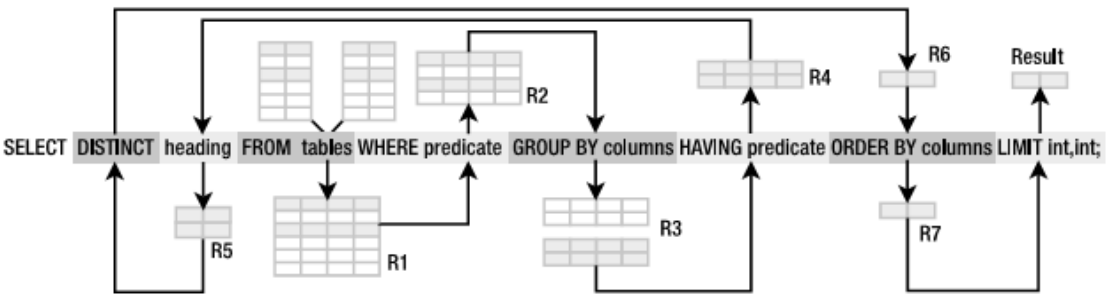 R6 Result
R4
R2
SELECT DISTINCT heading FROM tables WHERE predicate GROUP BY columns HAVING predicate ORDER BY columns LIMIT int,int;
R3
R7
R5
R1